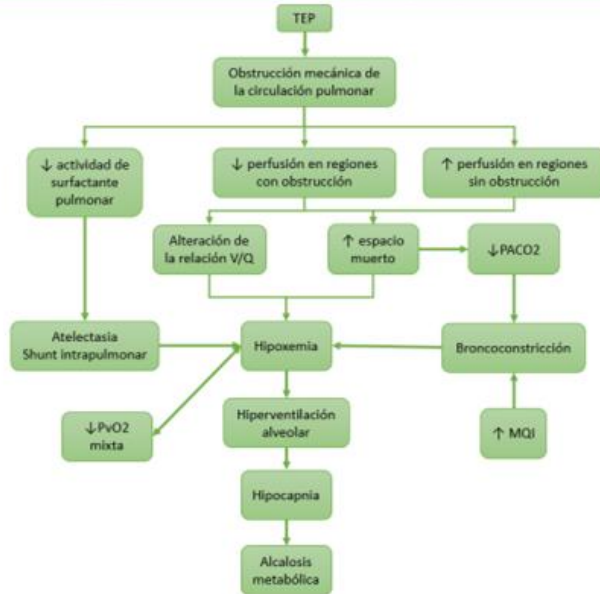 TEP
Obstrucción mecánica de
la circulación pulmonar
↓ actividad de
surfactante
pulmonar
↓ perfusión en regiones
con obstrucción
↑ perfusión en regiones
sin obstrucción
Alteración de
la relación V/Q
↑ espacio
muerto
↓PACO2
Atelectasia
Shunt intrapulmonar
Hipoxemia
Broncoconstricción
↓PvO2
mixta
Hiperventilación
alveolar
↑ MQI
Hipocapnia
Alcalosis
metabólica